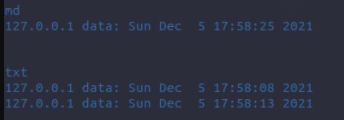 md
127.0.0.1 data: Sun Dec  5 17:58:25 2021
txt
127.0.0.1 data: Sun Dec  5 17:58:08 2021
127.0.0.1 data: Sun Dec  5 17:58:13 2021